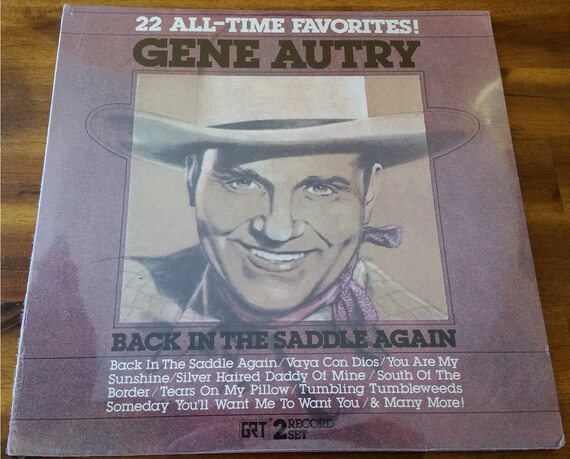 22 ALL-TIME FAVORITES!
GENE AUTRY
BACK IN THE SADDLE AGAIN
Back In The Saddle Again/Vaya Con Dios/You Are My
Sunshine/Silver Haired Daddy Of Mine/South Of The
Border/Tears On My Pillow/Tumbling Tumbleweeds
Someday You'll Want Me To Want You/& Many More!
GRT 2 RECORD
SET